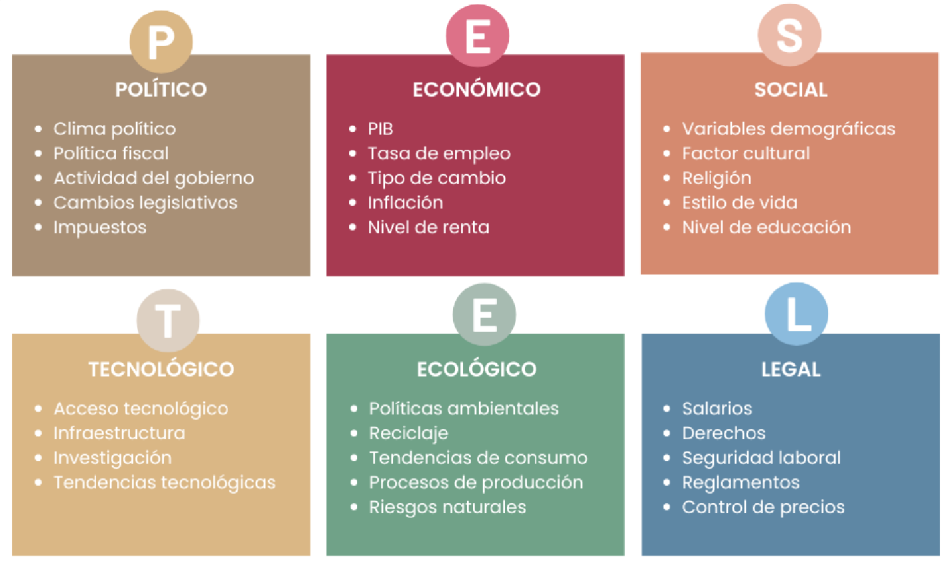 P
POLÍTICO
• Clima político
• Política fiscal
• Actividad del gobierno
• Cambios legislativos
• Impuestos
E
ECONÓMICO
• PIB
• Tasa de empleo
• Tipo de cambio
• Inflación
• Nivel de renta
S
SOCIAL
• Variables demográficas
• Factor cultural
• Religión
• Estilo de vida
• Nivel de educación
T
TECNOLÓGICO
• Acceso tecnológico
• Infraestructura
• Investigación
• Tendencias tecnológicas
E
ECOLÓGICO
• Políticas ambientales
• Reciclaje
• Tendencias de consumo
• Procesos de producción
• Riesgos naturales
L
LEGAL
• Salarios
• Derechos
• Seguridad laboral
• Reglamentos
• Control de precios